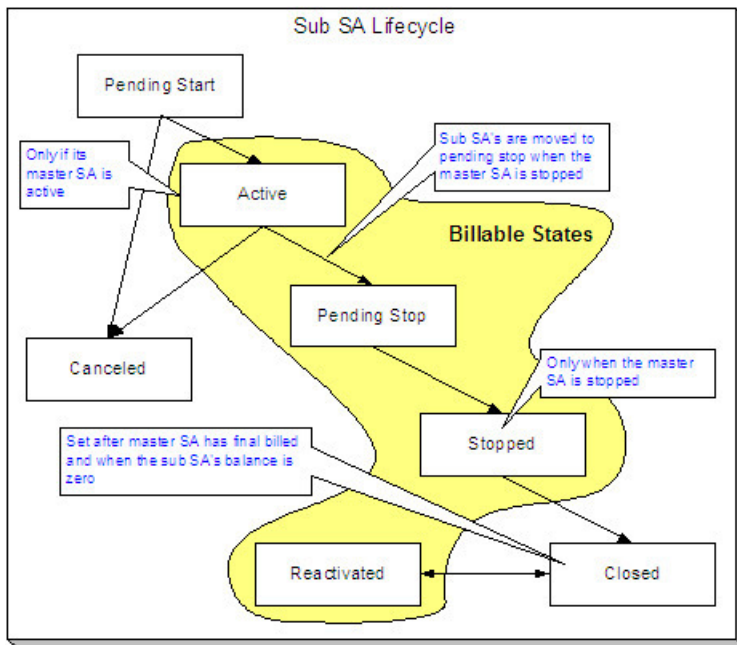 Sub SA Lifecycle
Pending Start
Only if its
master SA is
active
Sub SA's are moved to
pending stop when the
master SA is stopped
Active
Billable States
Pending Stop
Canceled
Only when the master
SA is stopped
Set after master SA has final billed
and when the sub SA's balance is
zero
Stopped
Reactivated
Closed